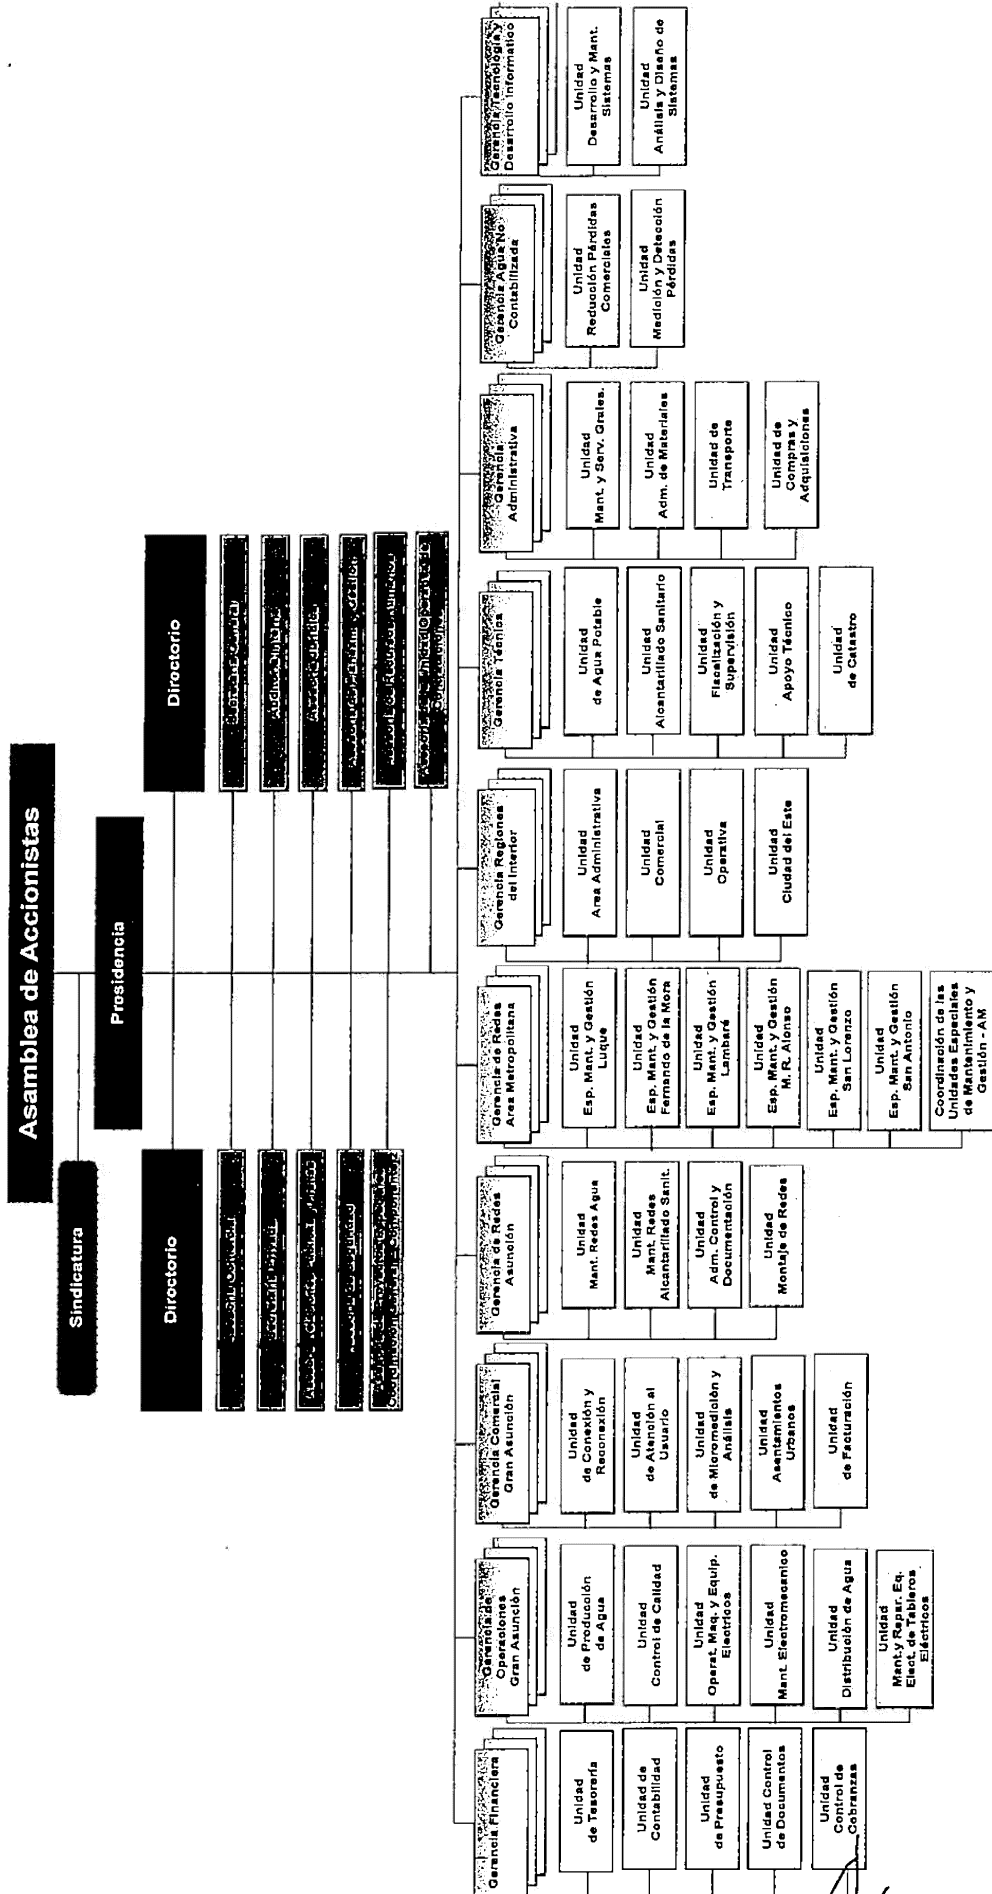 Asamblea de Accionistas
Sindicatura
Presidencia
Directorio
Directorio
Secretaría General
Auditoría Interna
Gerencia Financiera
Unidad
de Tesorería
Unidad de
Contabilidad
Unidad
de Presupuesto
Unidad Control
de Documentos
Unidad
Control de
Cobranzas
Gerencia de
Operaciones
Gran Asunción
Unidad
de Producción
de Agua
Unidad
Control de Calidad
Unidad
Operat. Maq. y Equip.
Electricos
Unidad
Mant. Electromecanico
Unidad
Distribución de Agua
Unidad
Mant.y Repar. Eq.
Elect. de Tableros
Eléctricos
Gerencia Comercial
Gran Asunción
Unidad
de Conexión y
Reconexión
Unidad
de Atención al
Usuario
Unidad
de Micromedición y
Análisis
Unidad
Asentamientos
Urbanos
Unidad
de Facturación
Gerencia de Redes
Asunción
Unidad
Mant. Redes Agua
Unidad
Mant. Redes
Alcantarillado Sanit.
Unidad
Adm. Control y
Documentación
Unidad
Montaje de Redes
Gerencia de Redes
Area Metropolitana
Unidad
Esp. Mant. y Gestión
Luque
Unidad
Esp. Mant. y Gestión
Fernando de la Mora
Unidad
Esp. Mant. y Gestión
Lambaré
Unidad
Esp. Mant. y Gestión
M. R. Alonso
Unidad
Esp. Mant. y Gestión
San Lorenzo
Unidad
Esp. Mant. y Gestión
San Antonio
Coordinación de las
Unidades Especiales
de Mantenimiento y
Gestión - AM
Gerencia Regiones
del Interior
Unidad
Area Administrativa
Unidad
Comercial
Unidad
Operativa
Unidad
Ciudad del Este
Gerencia Técnica
Unidad
de Agua Potable
Unidad
Alcantarillado Sanitario
Unidad
Fiscalización y
Supervisión
Unidad
Apoyo Técnico
Unidad
de Catastro
Gerencia
Administrativa
Unidad
Mant. y Serv. Grales.
Unidad
Adm. de Materiales
Unidad de
Transporte
Unidad de
Compras y
Adquisiciones
Gerencia Agua No
Contabilizada
Unidad
Reducción Pérdidas
Comerciales
Unidad
Medición y Detección
Pérdidas
Gerencia Tecnología y
Desarrollo Informatico
Unidad
Desarrollo y Mant.
Sistemas
Unidad
Análisis y Diseño de
Sistemas